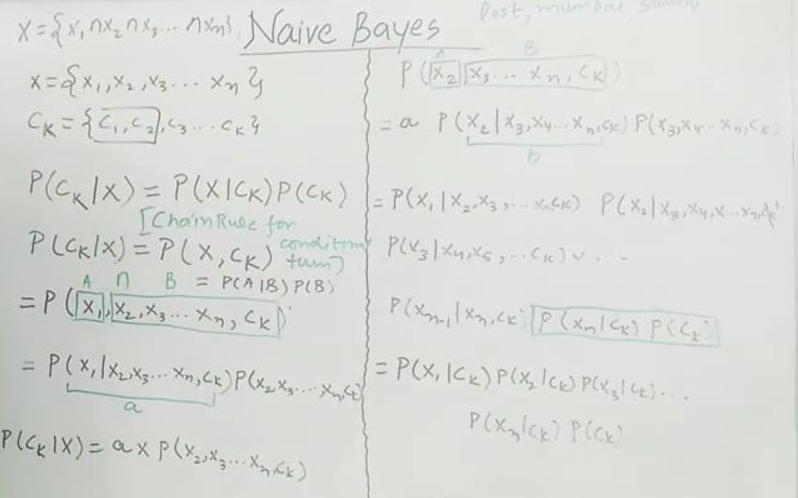 X={x₁∩x₂∩x₃... ∩xₙ}
Naive Bayes
X={x₁,x₂,x₃... xₙ}
Cₖ={C₁,C₂,C₃...Cₖ}
P(Cₖ|X)=P(X|Cₖ)P(Cₖ)
[Chain Rule for
P(Cₖ|X)=P(X,Cₖ) condition
A ∩ B = P(A|B)P(B)
=P(x₁,x₂,x₃... xₙ,Cₖ)
=P(x₁|x₂,x₃...xₙ,Cₖ)P(x₂,x₃...,xₙ,Cₖ)
a
P(Cₖ|X)=a×P(x₂,x₃...xₙ,Cₖ)
Post, mumbai,
A B
P(x₂,x₃... xₙ,Cₖ)
=a P(x₂|x₃,x₄...xₙ,Cₖ)P(x₃,x₄...xₙ,Cₖ
b
=P(x₁|x₂,x₃,...xₙ,Cₖ) P(x₂|x₃,x₄,x...xₙ,Cₖ)
P(x₃|x₄,x₅,...Cₖ)...
P(xₙ₋₁|xₙ,Cₖ) P(xₙ|Cₖ) P(Cₖ)
=P(x₁|Cₖ)P(x₂|Cₖ)P(x₃|Cₖ)...
P(xₙ|Cₖ) P(Cₖ)